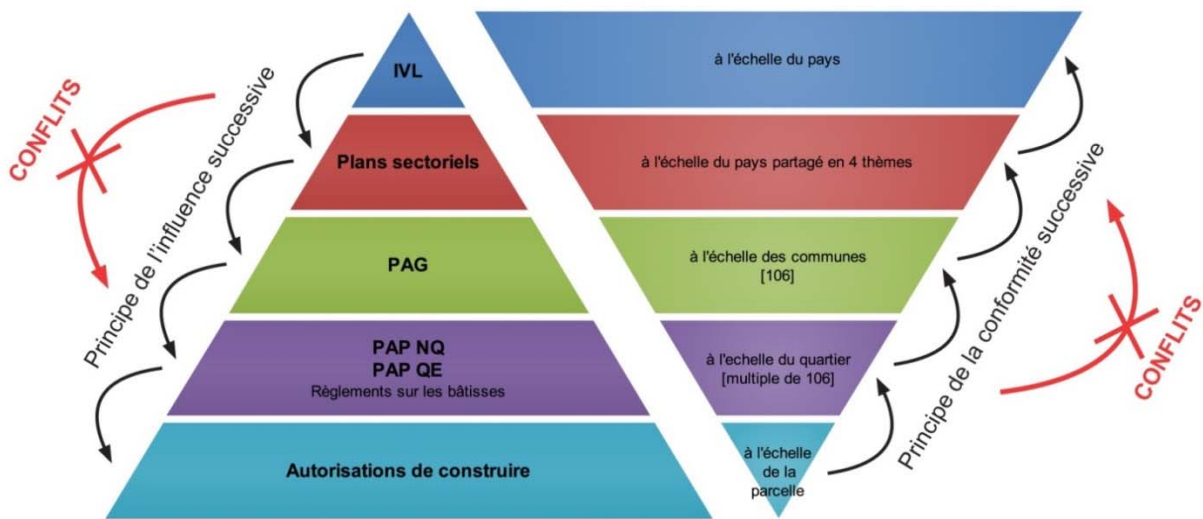 CONFLITS
Principe de l'influence successive
IVL
Plans sectoriels
PAG
PAP NQ
PAP QE
Règlements sur les bâtisses
Autorisations de construire
à l'échelle du pays
à l'échelle du pays partagé en 4 thèmes
à l'échelle des communes
[106]
à l'echelle du quartier
[multiple de 106]
à l'échelle
de la
parcelle
Principe de la conformité successive
CONFLITS